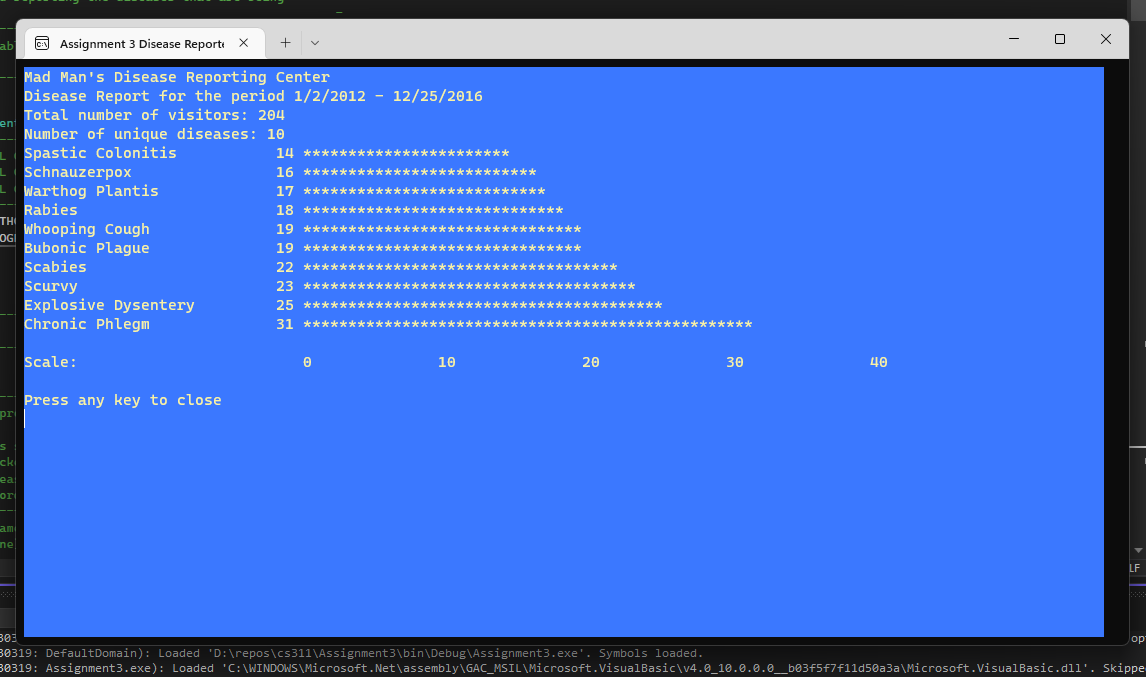 Assignment 3 Disease Reporte
Mad Man's Disease Reporting Center
Disease Report for the period 1/2/2012 - 12/25/2016
Total number of visitors: 204
Number of unique diseases: 10
Spastic Colonitis 14 ***********************
Schnauzerpox 16 **************************
Warthog Plantis 17 ***************************
Rabies 18 *****************************
Whooping Cough 19 *******************************
Bubonic Plague 19 *******************************
Scabies 22 ***********************************
Scurvy 23 *************************************
Explosive Dysentery 25 ****************************************
Chronic Phlegm 31 **************************************************
Scale: 0 10 20 30 40
Press any key to close
30319: DefaultDomain): Loaded 'D:\repos\cs311\Assignment3\bin\Debug\Assignment3.exe'. Symbols loaded.
30319: Assignment3.exe): Loaded 'C:\WINDOWS\Microsoft.Net\assembly\GAC_MSIL\Microsoft.VisualBasic\v4.0_10.0.0.0__b03f5f7f11d50a3a\Microsoft.VisualBasic.dll'. Skippe